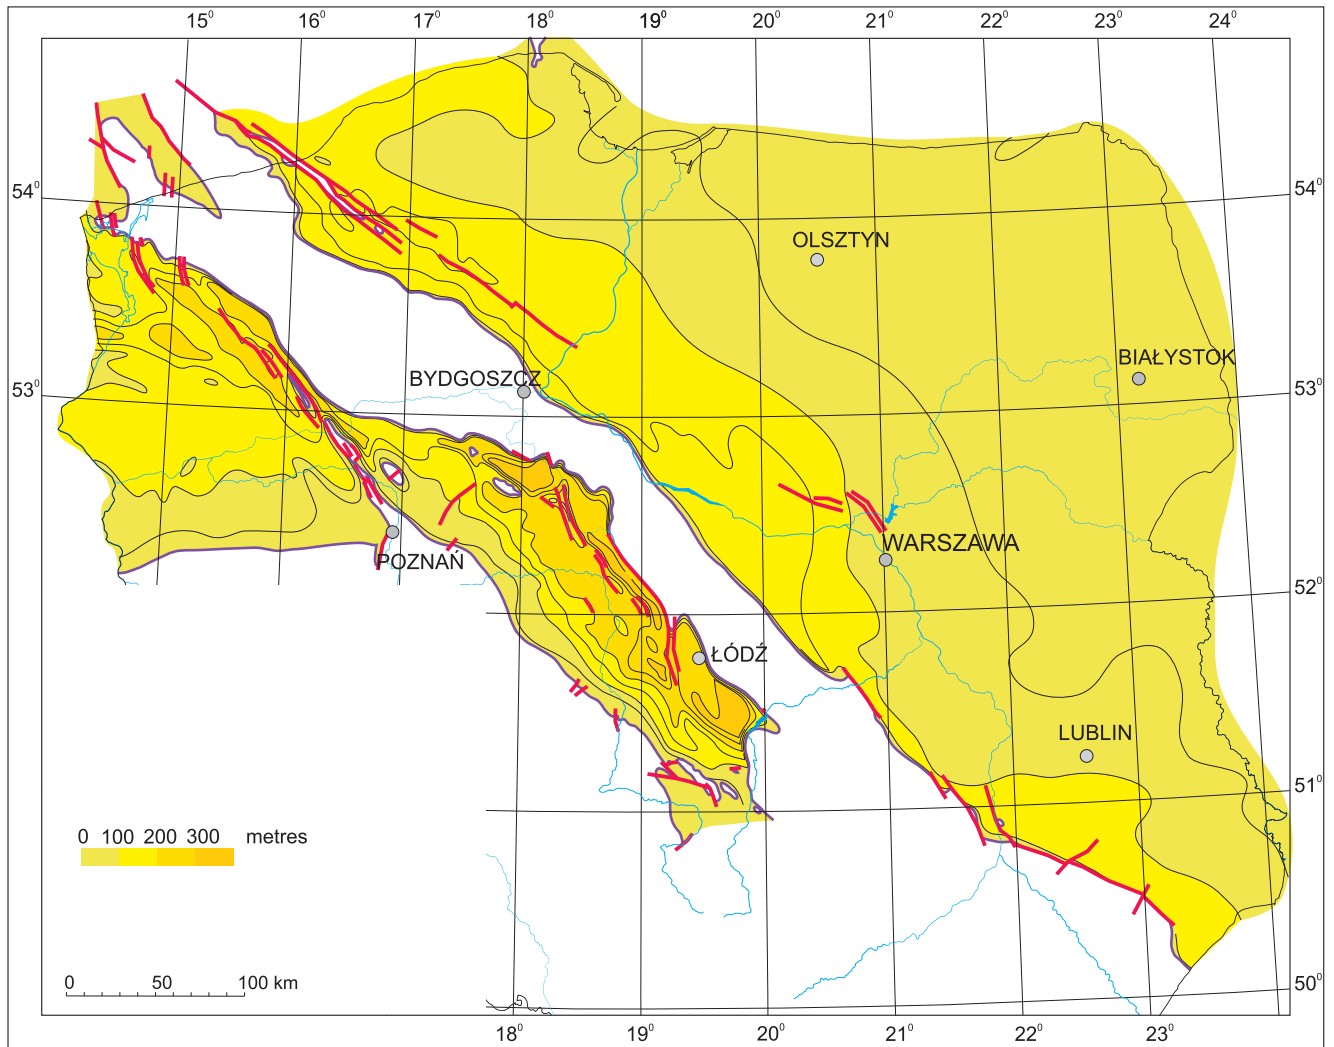 15⁰ 16⁰ 17⁰ 18⁰ 19⁰ 20⁰ 21⁰ 22⁰ 23⁰ 24⁰
54⁰ 54⁰
OLSZTYN
BIAŁYSTOK
53⁰ BYDGOSZCZ 53⁰
WARSZAWA
POZNAŃ
52⁰
ŁÓDŹ
LUBLIN
51⁰
0 100 200 300 metres
0 50 100 km
50⁰
18⁰ 19⁰ 20⁰ 21⁰ 22⁰ 23⁰